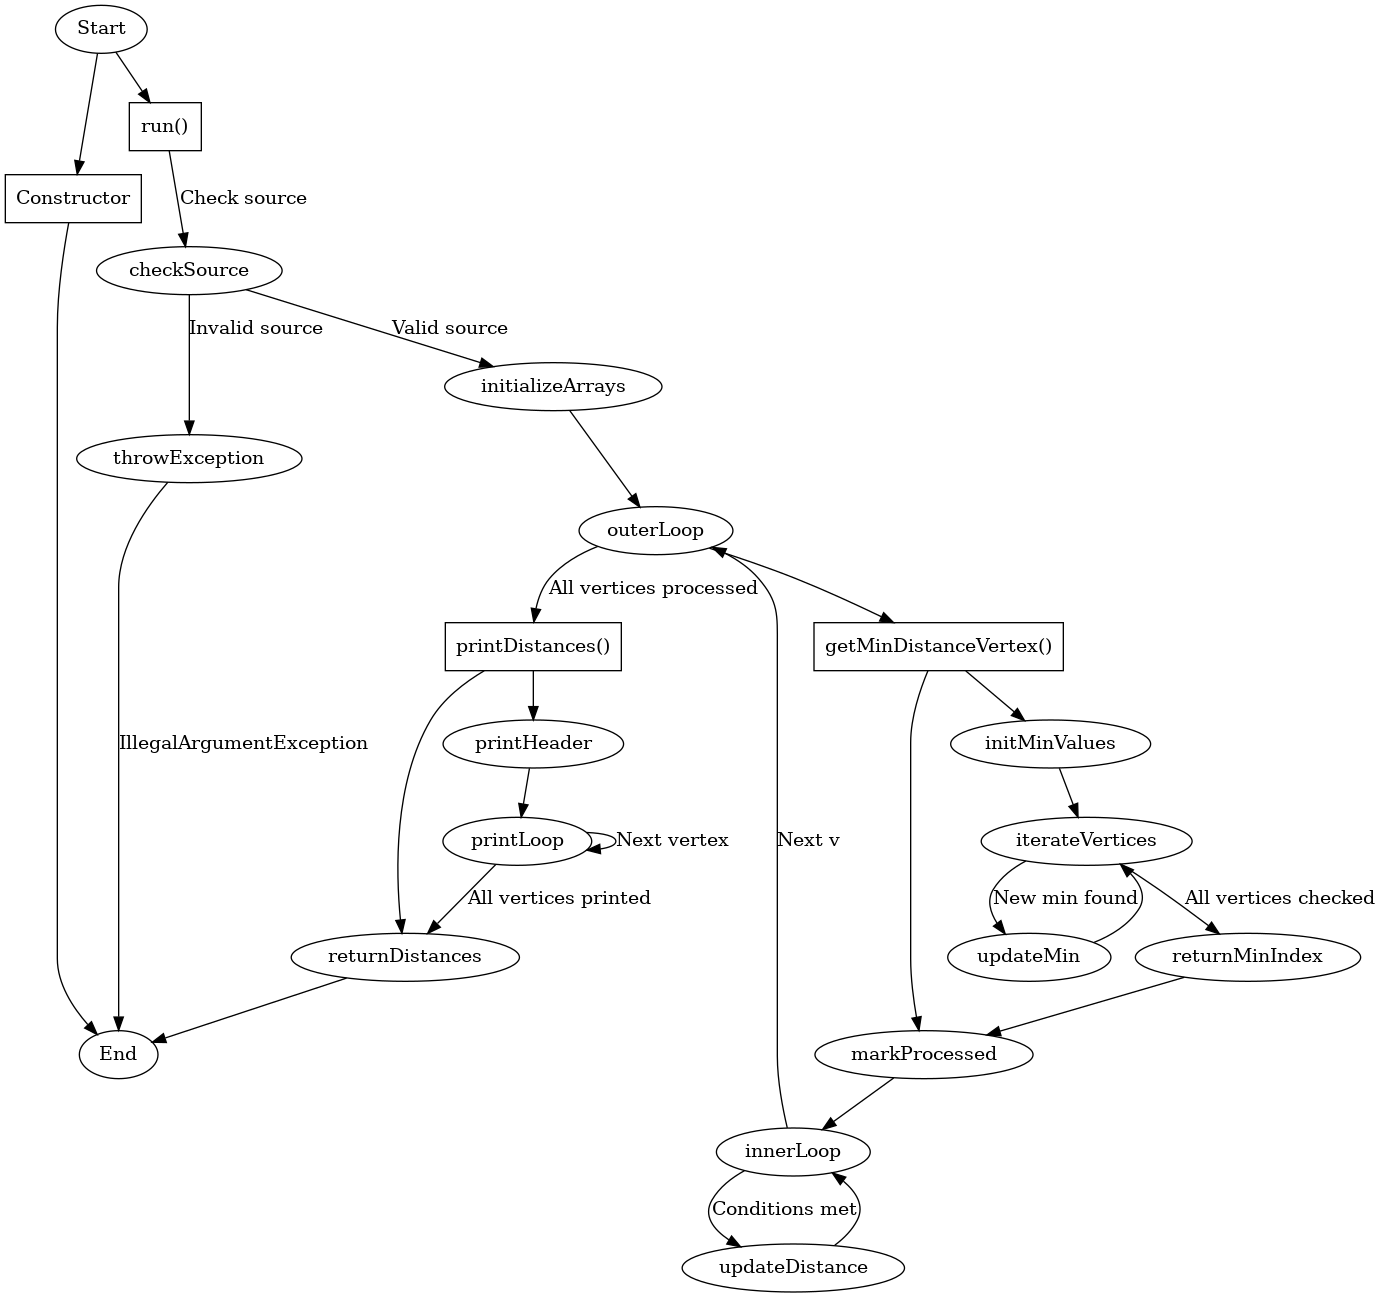 Start
run()
Constructor
Check source
checkSource
Invalid source
Valid source
initializeArrays
throwException
outerLoop
All vertices processed
printDistances()
getMinDistanceVertex()
IllegalArgumentException
printHeader
initMinValues
printLoop
Next vertex
Next v
iterateVertices
All vertices printed
New min found
All vertices checked
returnDistances
updateMin
returnMinIndex
End
markProcessed
innerLoop
Conditions met
updateDistance